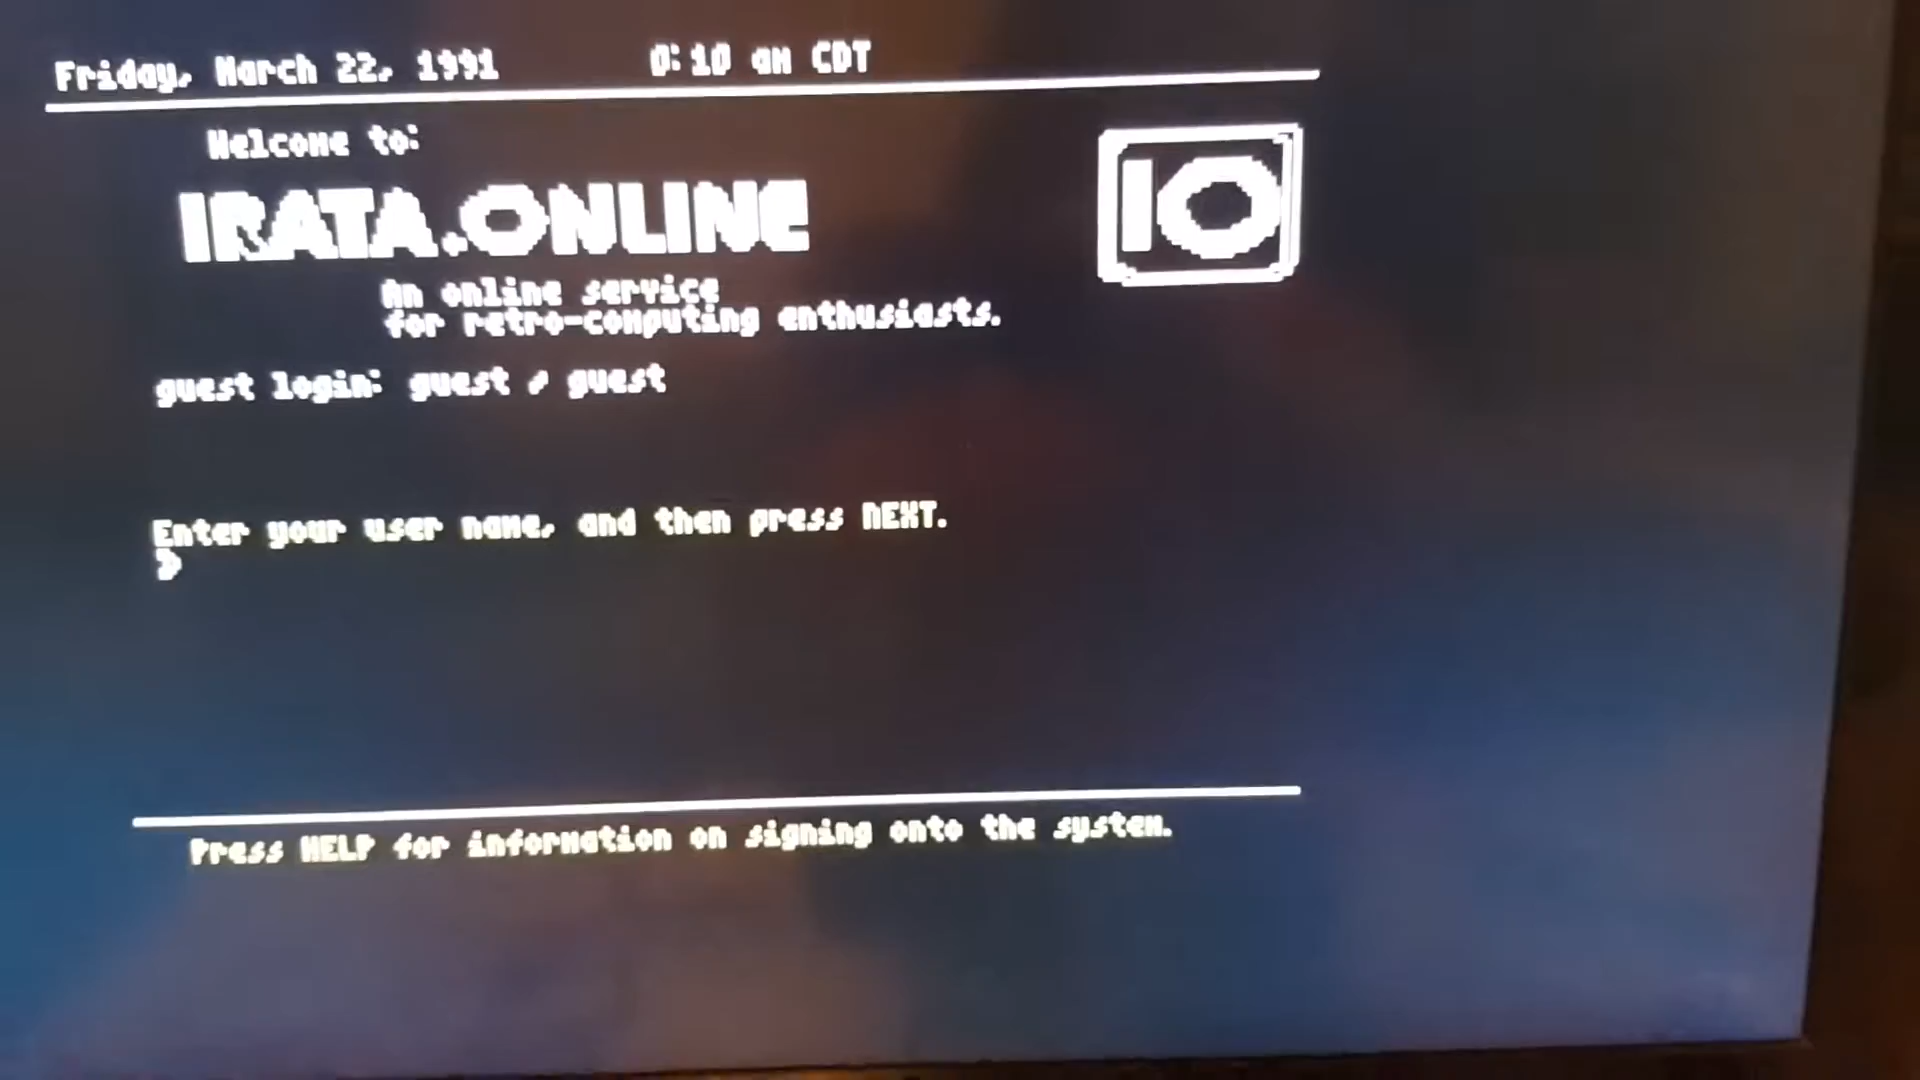 Friday, March 22, 1991 0:10 am CDT
Welcome to:
IRATA.ONLINE
IO
An online service
for retro-computing enthusiasts.
guest login: guest / guest
Enter your user name, and then press NEXT.
>
Press HELP for information on signing onto the system.